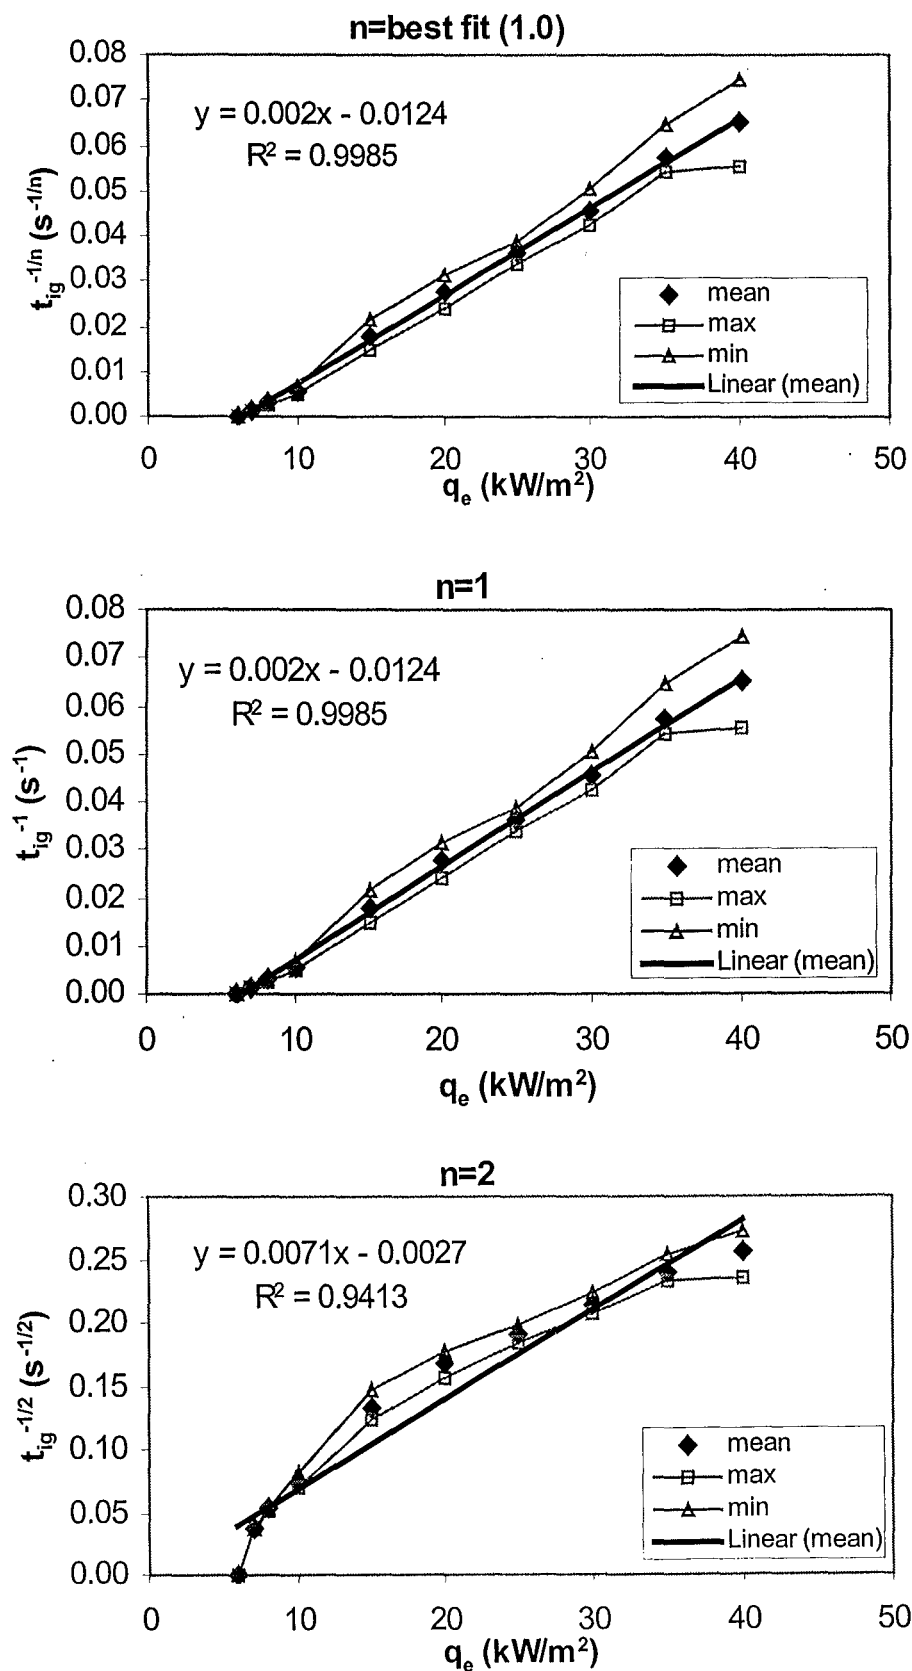 n=best fit (1.0)
0.08
0.07
0.06
0.05
0.04
0.03
0.02
0.01
0.00
t_ig^-1/n (s^-1/n)
y = 0.002x - 0.0124
R² = 0.9985
mean
max
min
Linear (mean)
0 10 20 30 40 50
q_e (kW/m²)
n=1
0.08
0.07
0.06
0.05
0.04
0.03
0.02
0.01
0.00
t_ig^-1 (s^-1)
y = 0.002x - 0.0124
R² = 0.9985
mean
max
min
Linear (mean)
0 10 20 30 40 50
q_e (kW/m²)
n=2
0.30
0.25
0.20
0.15
0.10
0.05
0.00
t_ig^-1/2 (s^-1/2)
y = 0.0071x - 0.0027
R² = 0.9413
mean
max
min
Linear (mean)
0 10 20 30 40 50
q_e (kW/m²)